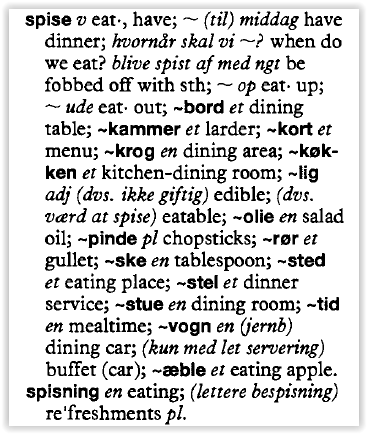 spise v eat·, have; ~ (til) middag have
dinner; hvornår skal vi ~? when do
we eat? blive spist af med ngt be
fobbed off with sth; ~ op eat· up;
~ ude eat· out; ~bord et dining
table; ~kammer et larder; ~kort et
menu; ~krog en dining area; ~køk-
ken et kitchen-dining room; ~lig
adj (dvs. ikke giftig) edible; (dvs.
værd at spise) eatable; ~olie en salad
oil; ~pinde pl chopsticks; ~rør et
gullet; ~ske en tablespoon; ~sted
et eating place; ~stel et dinner
service; ~stue en dining room; ~tid
en mealtime; ~vogn en (jernb)
dining car; (kun med let servering)
buffet (car); ~æble et eating apple.
spisning en eating; (lettere bespisning)
re'freshments pl.